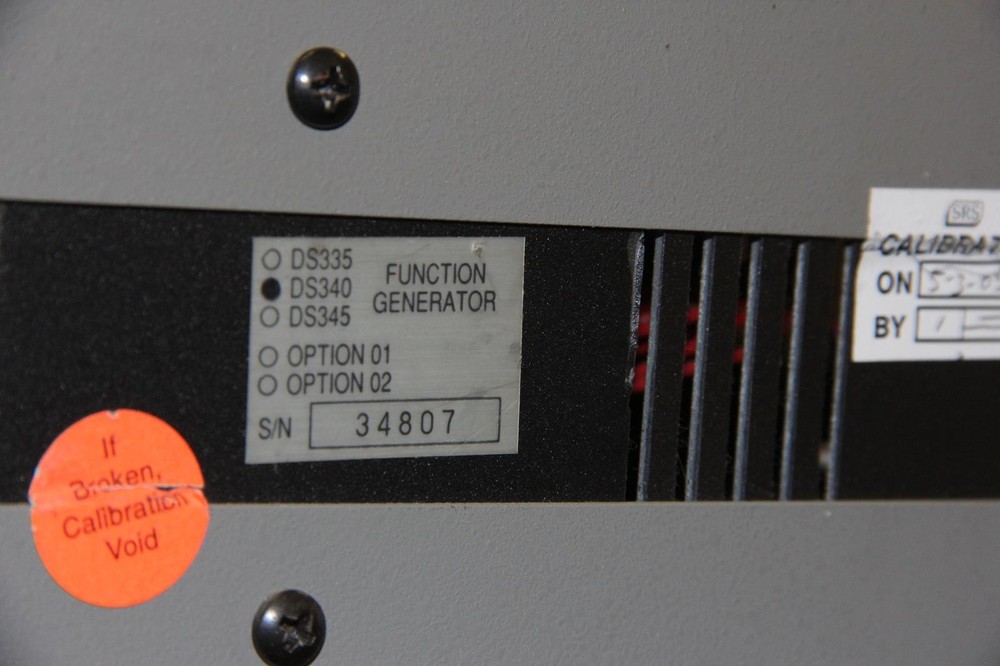 DS335
DS340
DS345
FUNCTION
GENERATOR
OPTION 01
OPTION 02
S/N 34807
If
Broken,
Calibration
Void
SRS
CALIBRAT
ON
BY